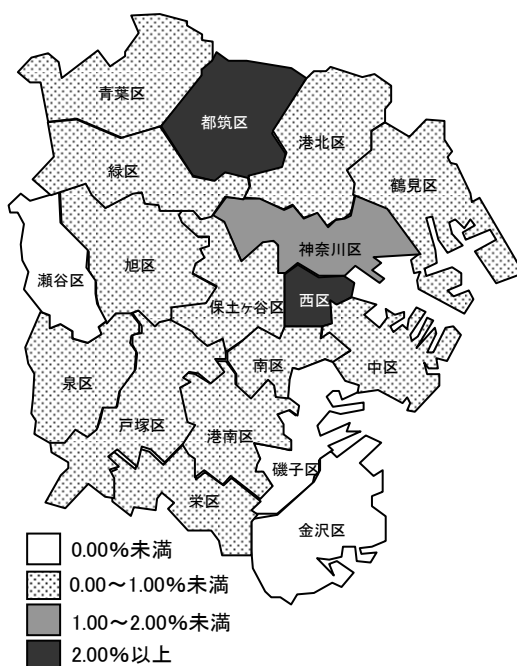 青葉区
都筑区
港北区
緑区
鶴見区
神奈川区
瀬谷区
旭区
西区
保土ヶ谷区
南区
中区
泉区
戸塚区
港南区
磯子区
栄区
金沢区
0.00%未満
0.00~1.00%未満
1.00~2.00%未満
2.00%以上